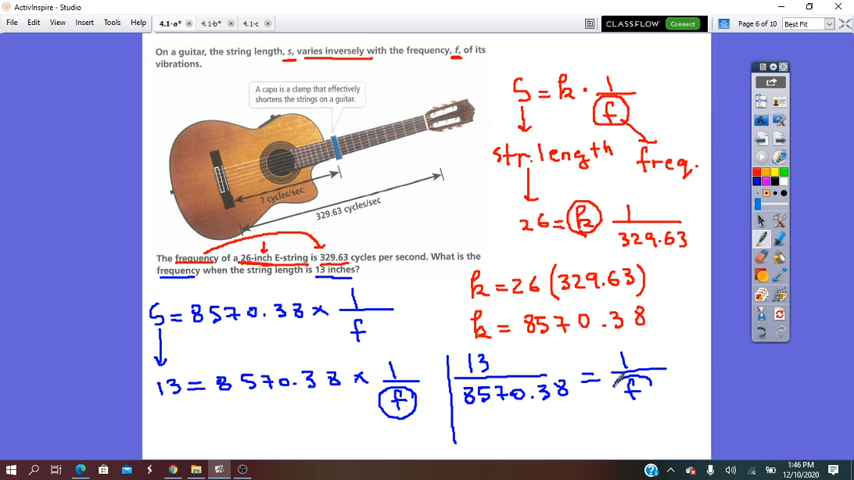 ActivInspire - Studio
File Edit View Insert Tools Help
4.1-a* 4.1-b* 4.1-c
CLASSFLOW Connect
Page 6 of 10
Best Fit
On a guitar, the string length, s, varies inversely with the frequency, f, of its
vibrations.
A capo is a clamp that effectively
shortens the strings on a guitar.
? cycles/sec
329.63 cycles/sec
The frequency of a 26-inch E-string is 329.63 cycles per second. What is the
frequency when the string length is 13 inches?
S = k · 1/f
str. length freq.
26 = k 1/329.63
k = 26 (329.63)
k = 8570.38
S = 8570.38 × 1/f
13 = 8570.38 × 1/f
13/8570.38 = 1/f
1:46 PM
12/10/2020